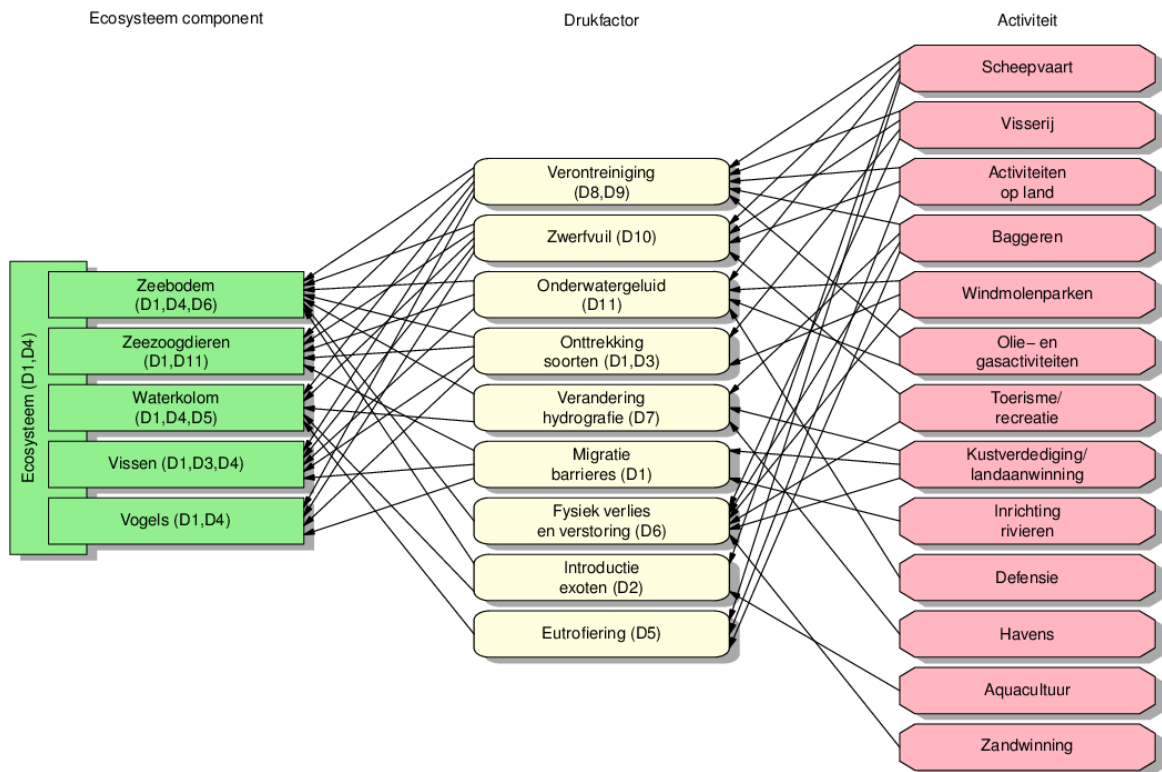 Ecosysteem component
Drukfactor
Activiteit
Ecosysteem (D1,D4)
Zeebodem
(D1,D4,D6)
Zeezoogdieren
(D1,D11)
Waterkolom
(D1,D4,D5)
Vissen (D1,D3,D4)
Vogels (D1,D4)
Verontreiniging
(D8,D9)
Zwerfvuil (D10)
Onderwatergeluid
(D11)
Onttrekking
soorten (D1,D3)
Verandering
hydrografie (D7)
Migratie
barrieres (D1)
Fysiek verlies
en verstoring (D6)
Introductie
exoten (D2)
Eutrofiering (D5)
Scheepvaart
Visserij
Activiteiten
op land
Baggeren
Windmolenparken
Olie− en
gasactiviteiten
Toerisme/
recreatie
Kustverdediging/
landaanwinning
Inrichting
rivieren
Defensie
Havens
Aquacultuur
Zandwinning